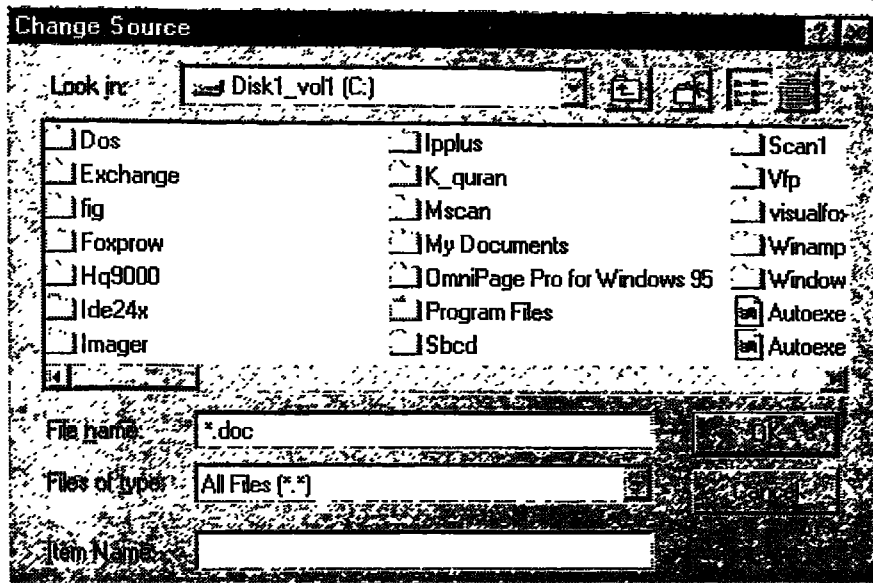 Change Source
Look in: Disk1_vol1 (C:)
Dos Ipplus Scan1
Exchange K_quran Vfp
fig Mscan visualfox
Foxprow My Documents Winamp
Hq9000 OmniPage Pro for Windows 95 Window
Ide24x Program Files Autoexe
Imager Sbcd Autoexe
File name: *.doc
Files of type: All Files (*.*)
Cancel
Item Name: